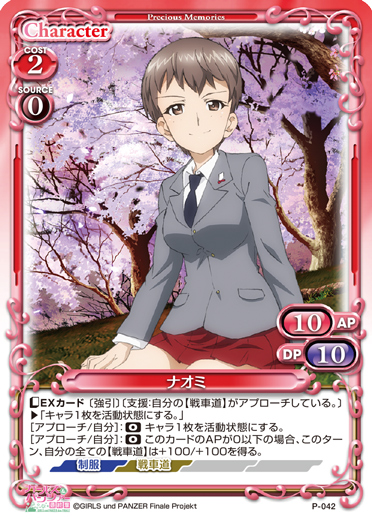 Precious Memories
Character
COST
2
SOURCE
0
10 AP
DP 10
ナオミ
EXカード〔強引〕〔支援:自分の【戦車道】がアプローチしている。〕
▶「キャラ1枚を活動状態にする。」
[アプローチ/自分]:0 キャラ1枚を活動状態にする。
[アプローチ/自分]:0 このカードのAPが0以下の場合、このターン、自分の全ての【戦車道】は+100/+100を得る。
制服 戦車道
©GIRLS und PANZER Finale Projekt
P-042